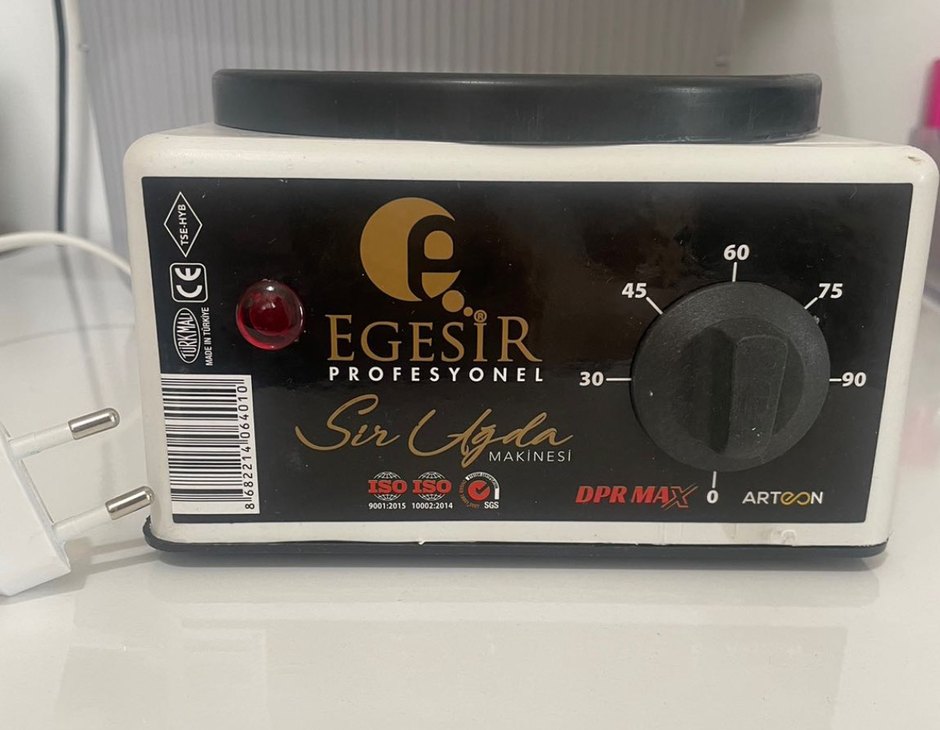 TSE-HYB
CE
TÜRK MALI
MADE IN TÜRKİYE
8682214064010
e
EGESİR®
PROFESYONEL
Sir Ağda
MAKİNESİ
ISO ISO
9001:2015 10002:2014 SGS
30
45
60
75
90
0
DPR MAX
ARTEON